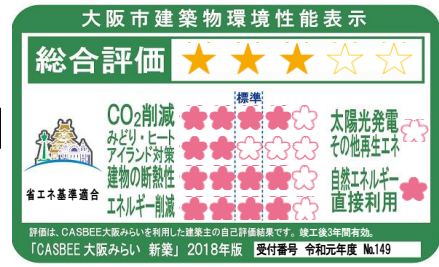 大阪市建築物環境性能表示
総合評価
標準
CO₂削減
みどり・ヒート
アイランド対策
建物の断熱性
エネルギー削減
太陽光発電
その他再生エネ
自然エネルギー
直接利用
省エネ基準適合
評価は、CASBEE大阪みらいを利用した建築主の自己評価結果です。竣工後3年間有効。
「CASBEE大阪みらい 新築」2018年版 受付番号 令和元年度 №149